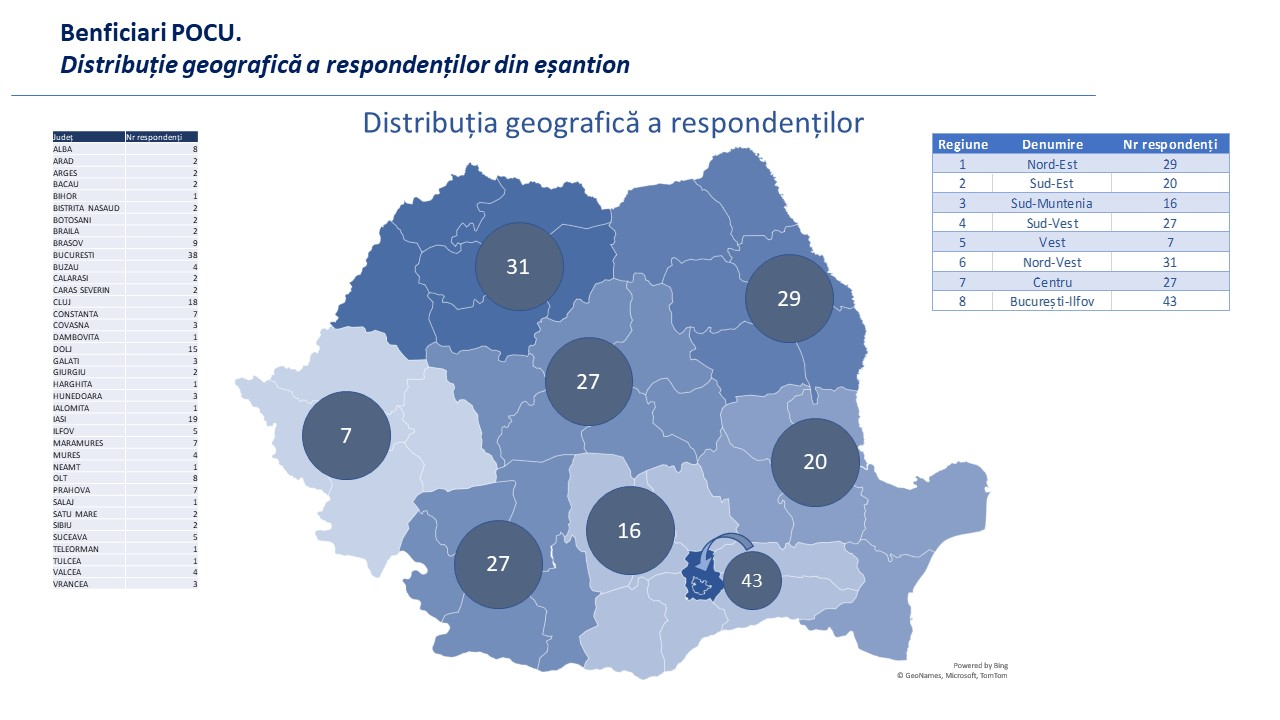 Benficiari POCU.
Distribuție geografică a respondenților din eșantion
Distribuția geografică a respondenților
Județ Nr respondenți
ALBA 8
ARAD 2
ARGES 2
BACAU 2
BIHOR 1
BISTRITA NASAUD 2
BOTOSANI 2
BRAILA 2
BRASOV 9
BUCURESTI 38
BUZAU 4
CALARASI 2
CARAS SEVERIN 2
CLUJ 18
CONSTANTA 7
COVASNA 3
DAMBOVITA 1
DOLJ 15
GALATI 3
GIURGIU 2
HARGHITA 1
HUNEDOARA 3
IALOMITA 1
IASI 19
ILFOV 5
MARAMURES 7
MURES 4
NEAMT 1
OLT 8
PRAHOVA 7
SALAJ 1
SATU MARE 2
SIBIU 2
SUCEAVA 5
TELEORMAN 1
TULCEA 1
VALCEA 4
VRANCEA 3
31
29
27
7
20
16
27
43
Regiune Denumire Nr respondenți
1 Nord-Est 29
2 Sud-Est 20
3 Sud-Muntenia 16
4 Sud-Vest 27
5 Vest 7
6 Nord-Vest 31
7 Centru 27
8 București-Ilfov 43
Powered by Bing
© GeoNames, Microsoft, TomTom